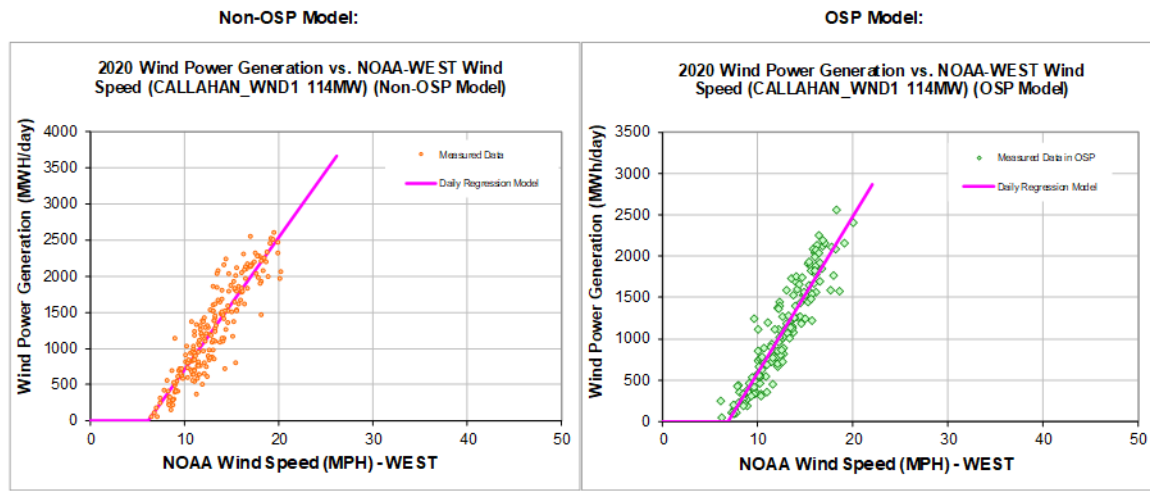 Non-OSP Model:
2020 Wind Power Generation vs. NOAA-WEST Wind
Speed (CALLAHAN_WND1 114MW) (Non-OSP Model)
Wind Power Generation (MWH/day)
4000
3500
3000
2500
2000
1500
1000
500
0
Measured Data
Daily Regression Model
0 10 20 30 40 50
NOAA Wind Speed (MPH) - WEST
OSP Model:
2020 Wind Power Generation vs. NOAA-WEST Wind
Speed (CALLAHAN_WND1 114MW) (OSP Model)
Wind Power Generation (MWh/day)
3500
3000
2500
2000
1500
1000
500
0
Measured Data in OSP
Daily Regression Model
0 10 20 30 40 50
NOAA Wind Speed (MPH) - WEST